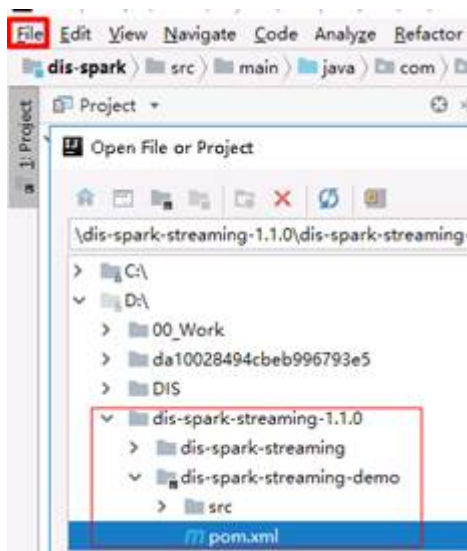 File Edit View Navigate Code Analyze Refactor
dis-spark src main java com
1: Project
Project
Open File or Project
\dis-spark-streaming-1.1.0\dis-spark-streaming-
C:\
D:\
00_Work
da10028494cbeb996793e5
DIS
dis-spark-streaming-1.1.0
dis-spark-streaming
dis-spark-streaming-demo
src
pom.xml